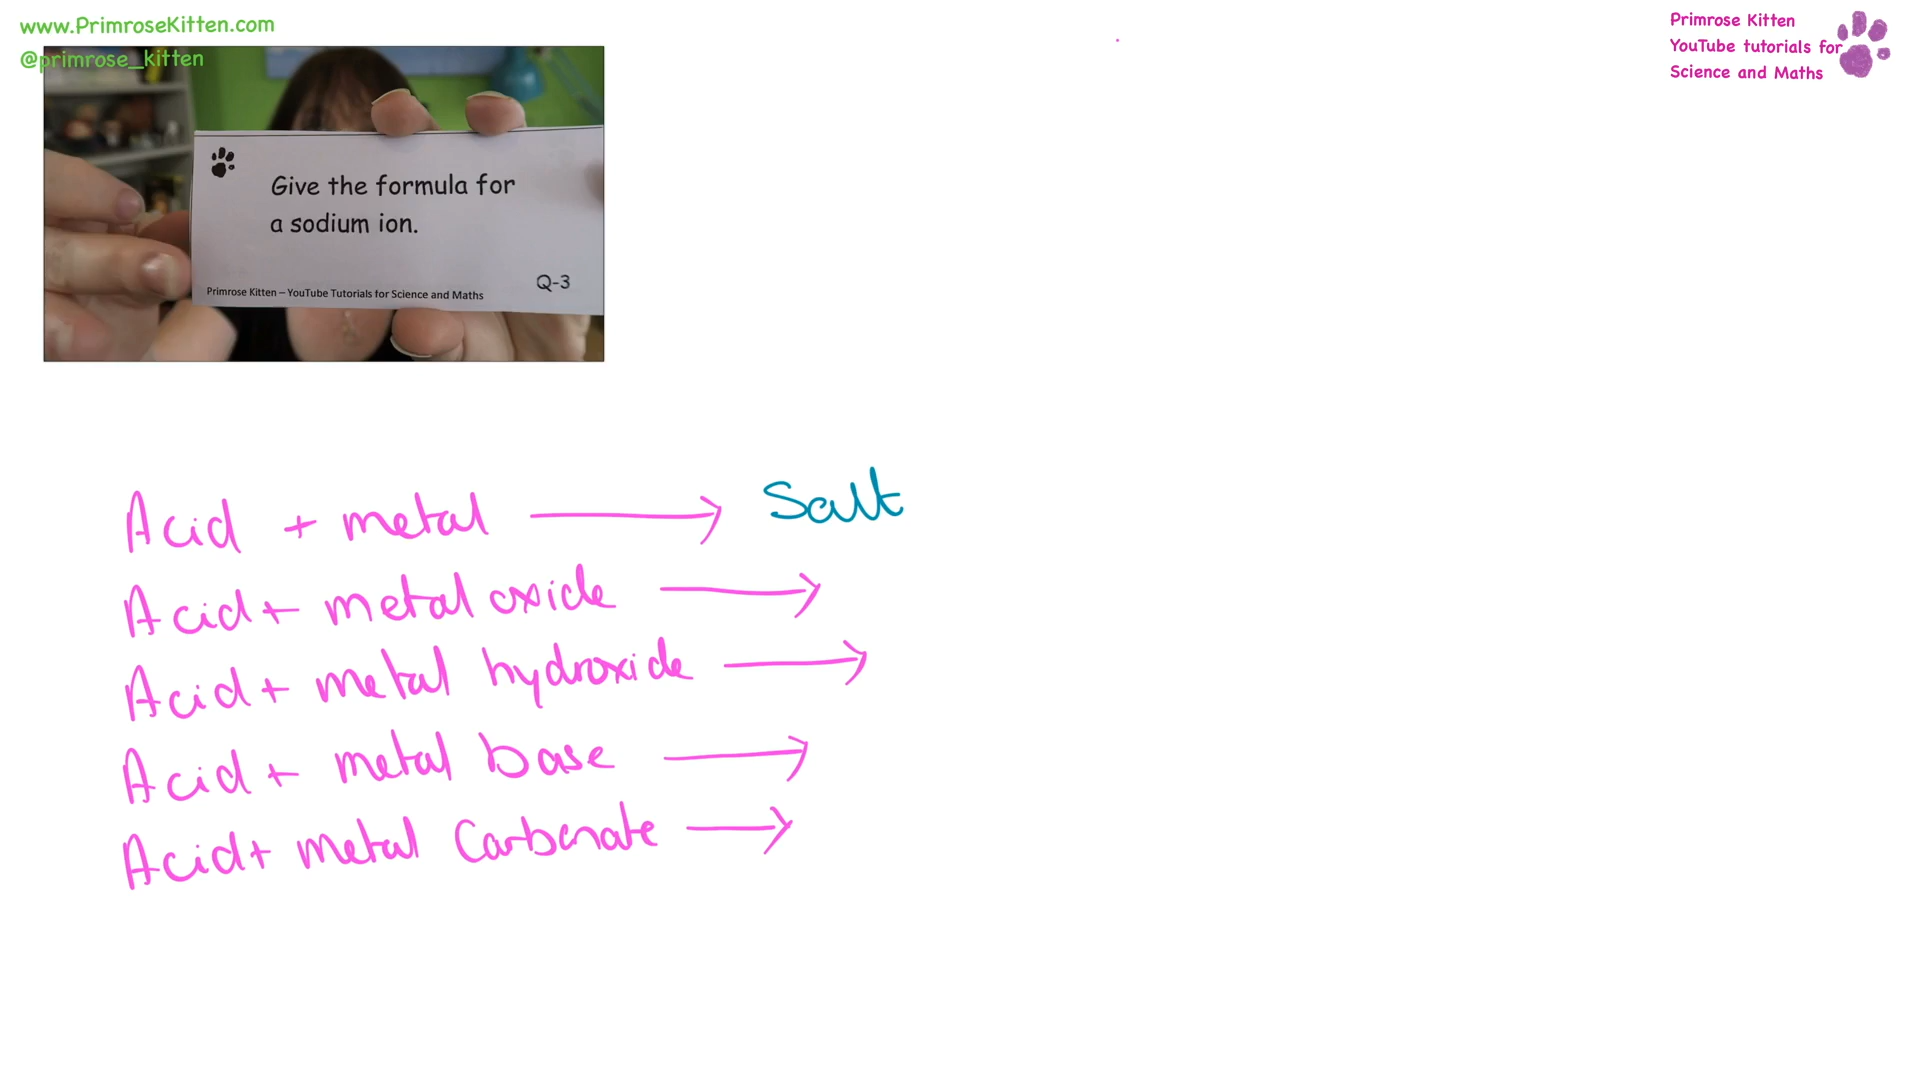 www.PrimroseKitten.com
@primrose_kitten
Primrose Kitten
YouTube tutorials for
Science and Maths
Give the formula for
a sodium ion.
Q-3
Primrose Kitten – YouTube Tutorials for Science and Maths
Acid + metal → Salt
Acid + metal oxide →
Acid + metal hydroxide →
Acid + metal base →
Acid + metal Carbonate →